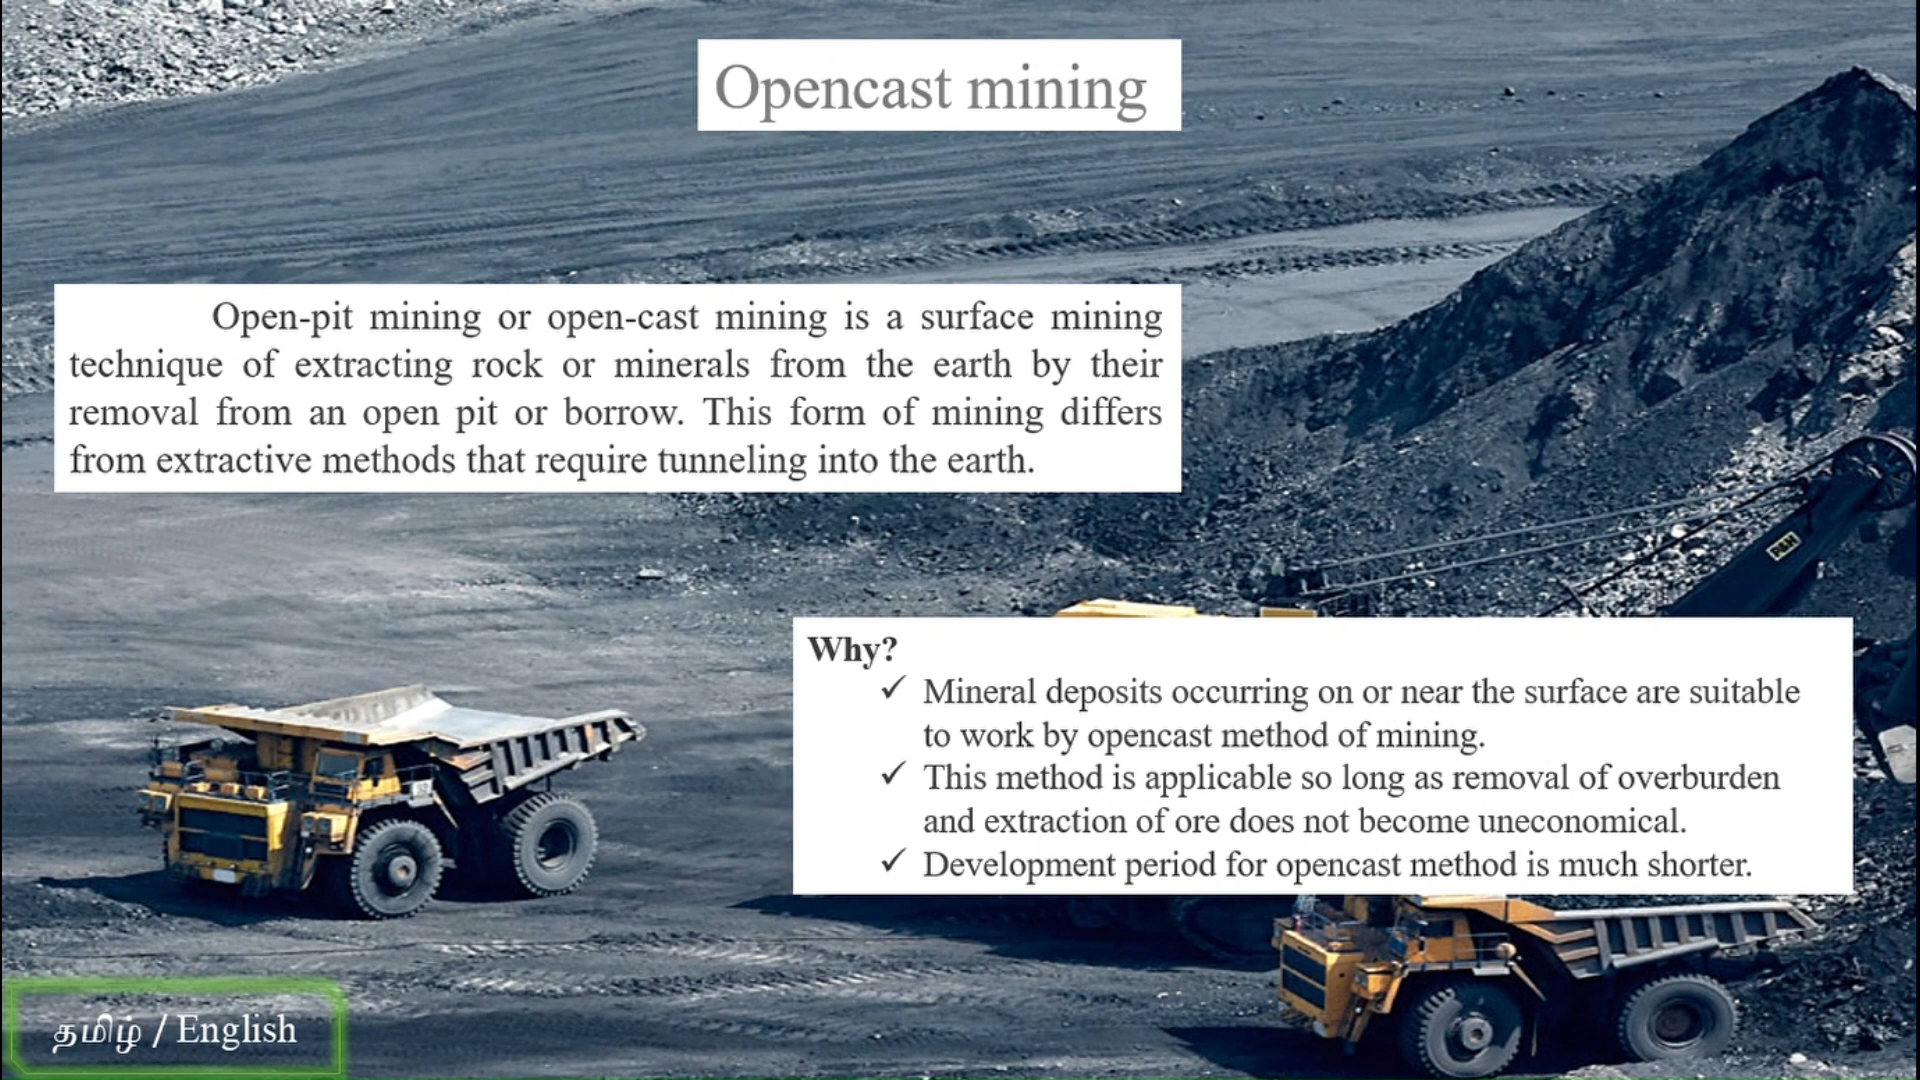 Opencast mining
Open-pit mining or open-cast mining is a surface mining
technique of extracting rock or minerals from the earth by their
removal from an open pit or borrow. This form of mining differs
from extractive methods that require tunneling into the earth.
P&H
Why?
✓ Mineral deposits occurring on or near the surface are suitable
to work by opencast method of mining.
✓ This method is applicable so long as removal of overburden
and extraction of ore does not become uneconomical.
✓ Development period for opencast method is much shorter.
தமிழ் / English